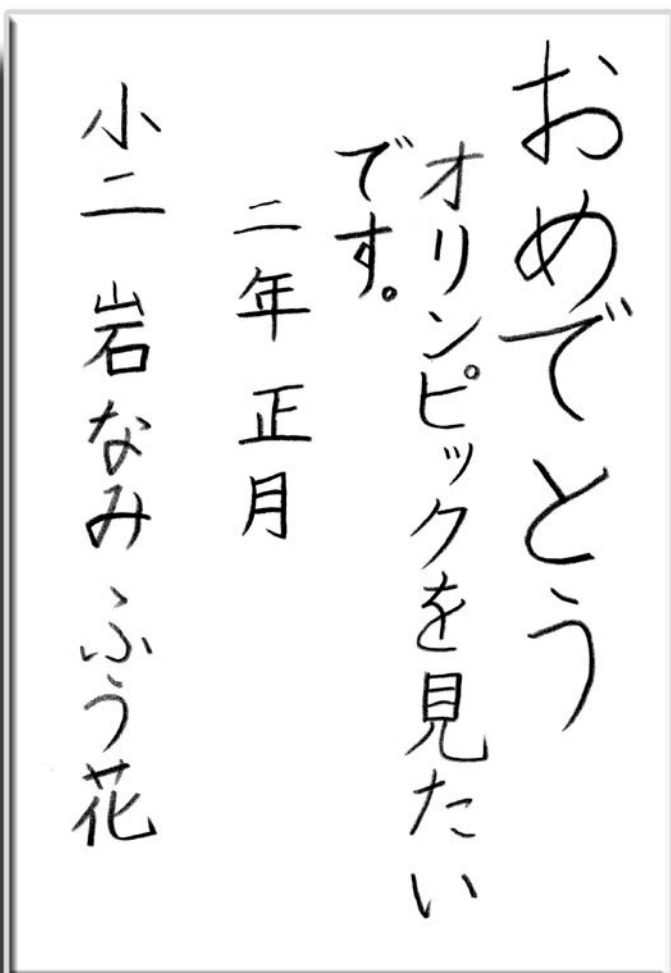 おめでとう
オリンピックを見たい
です。
二年正月
小二 岩なみふう花